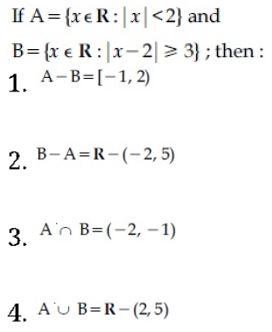 If A = {x ϵ R : |x| < 2} and
B = {x ϵ R : |x − 2| ⩾ 3} ; then :
1. A − B = [−1, 2)
2. B − A = R − (−2, 5)
3. A ∩ B = (−2, −1)
4. A ∪ B = R − (2, 5)